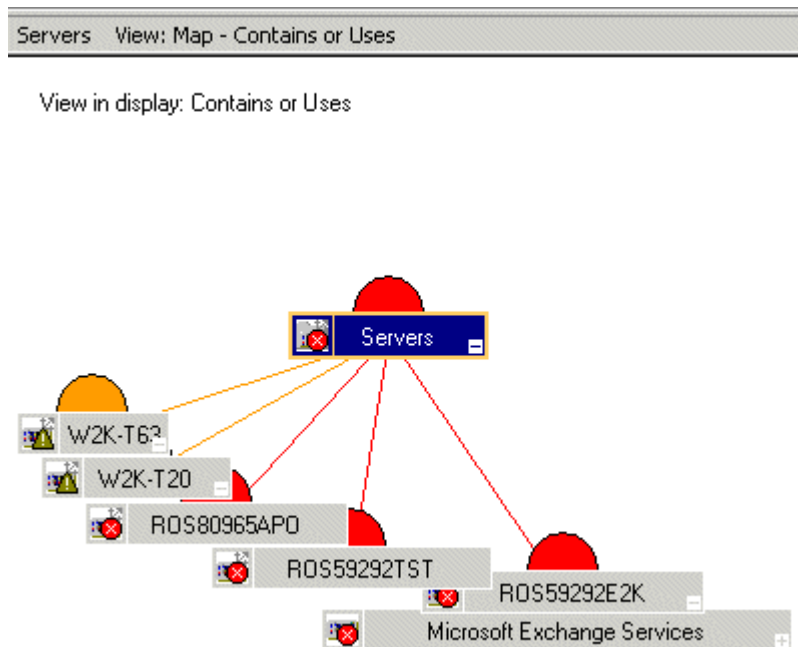 Servers View: Map - Contains or Uses
View in display: Contains or Uses
Servers
W2K-T63
W2K-T20
ROS80965APO
ROS59292TST
ROS59292E2K
Microsoft Exchange Services